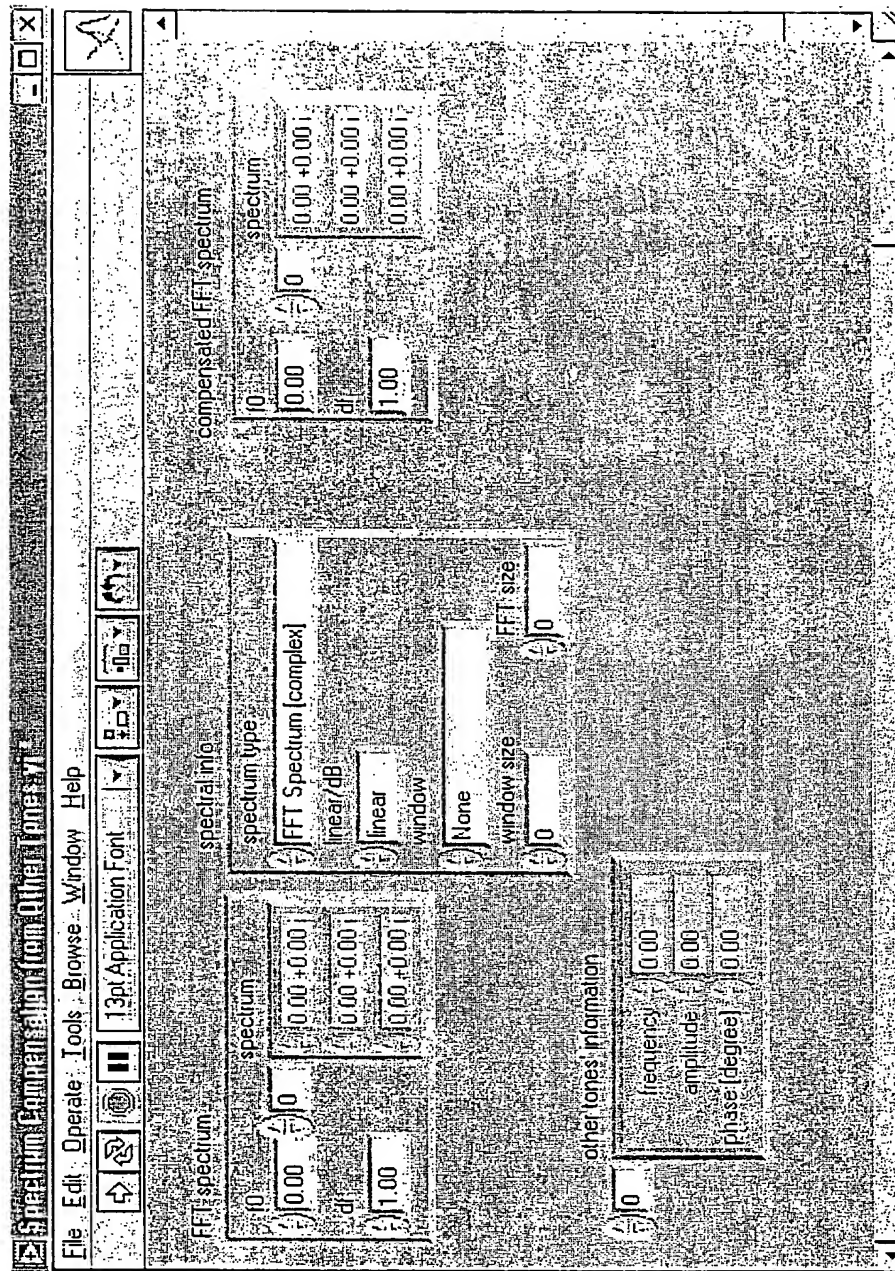 Spectrum Compensation from Other Tones.vi
File Edit Operate Tools Browse Window Help
13pt Application Font
FFT spectrum
f0
0.00
df
1.00
0
spectrum
0.00 +0.00 i
0.00 +0.00 i
0.00 +0.00 i
spectral info
spectrum type
FFT Spectrum (complex)
linear/dB
linear
window
None
window size
0
FFT size
0
compensated FFT spectrum
f0
0.00
df
1.00
0
spectrum
0.00 +0.00 i
0.00 +0.00 i
0.00 +0.00 i
other tones' information
0
frequency 0.00
amplitude 0.00
phase (degree) 0.00